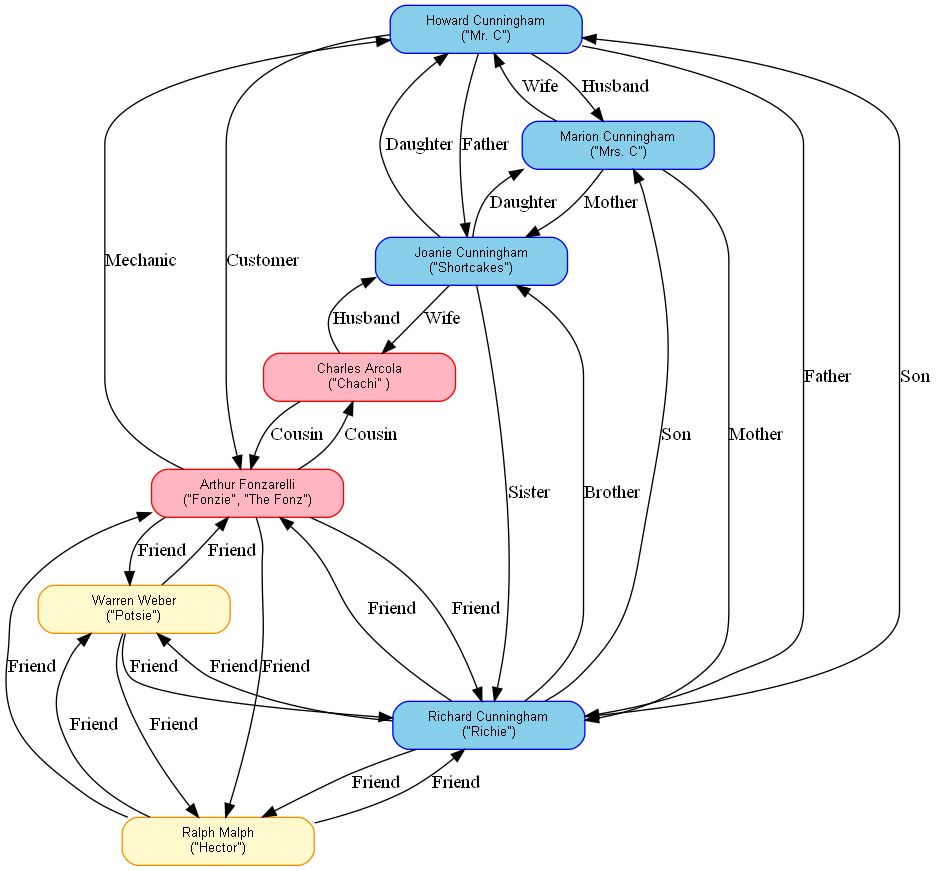 Howard Cunningham
("Mr. C")
Wife
Husband
Marion Cunningham
("Mrs. C")
Daughter
Father
Daughter
Mother
Joanie Cunningham
("Shortcakes")
Mechanic
Customer
Husband
Wife
Charles Arcola
("Chachi" )
Father
Son
Cousin
Cousin
Son
Mother
Arthur Fonzarelli
("Fonzie", "The Fonz")
Sister
Brother
Friend
Friend
Warren Weber
("Potsie")
Friend
Friend
Friend
Friend
Friend
Friend
Richard Cunningham
("Richie")
Friend
Friend
Friend
Friend
Ralph Malph
("Hector")